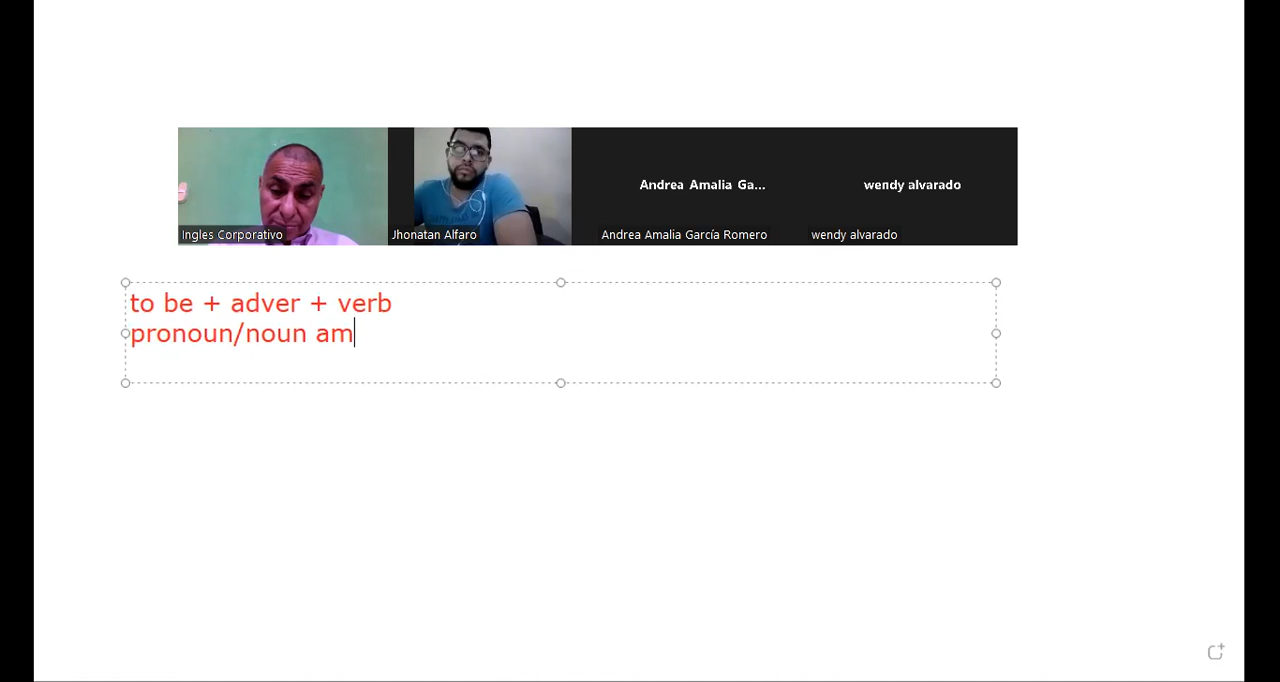 Andrea Amalia Ga...
wendy alvarado
Ingles Corporativo
Jhonatan Alfaro
Andrea Amalia García Romero
wendy alvarado
to be + adver + verb
pronoun/noun am